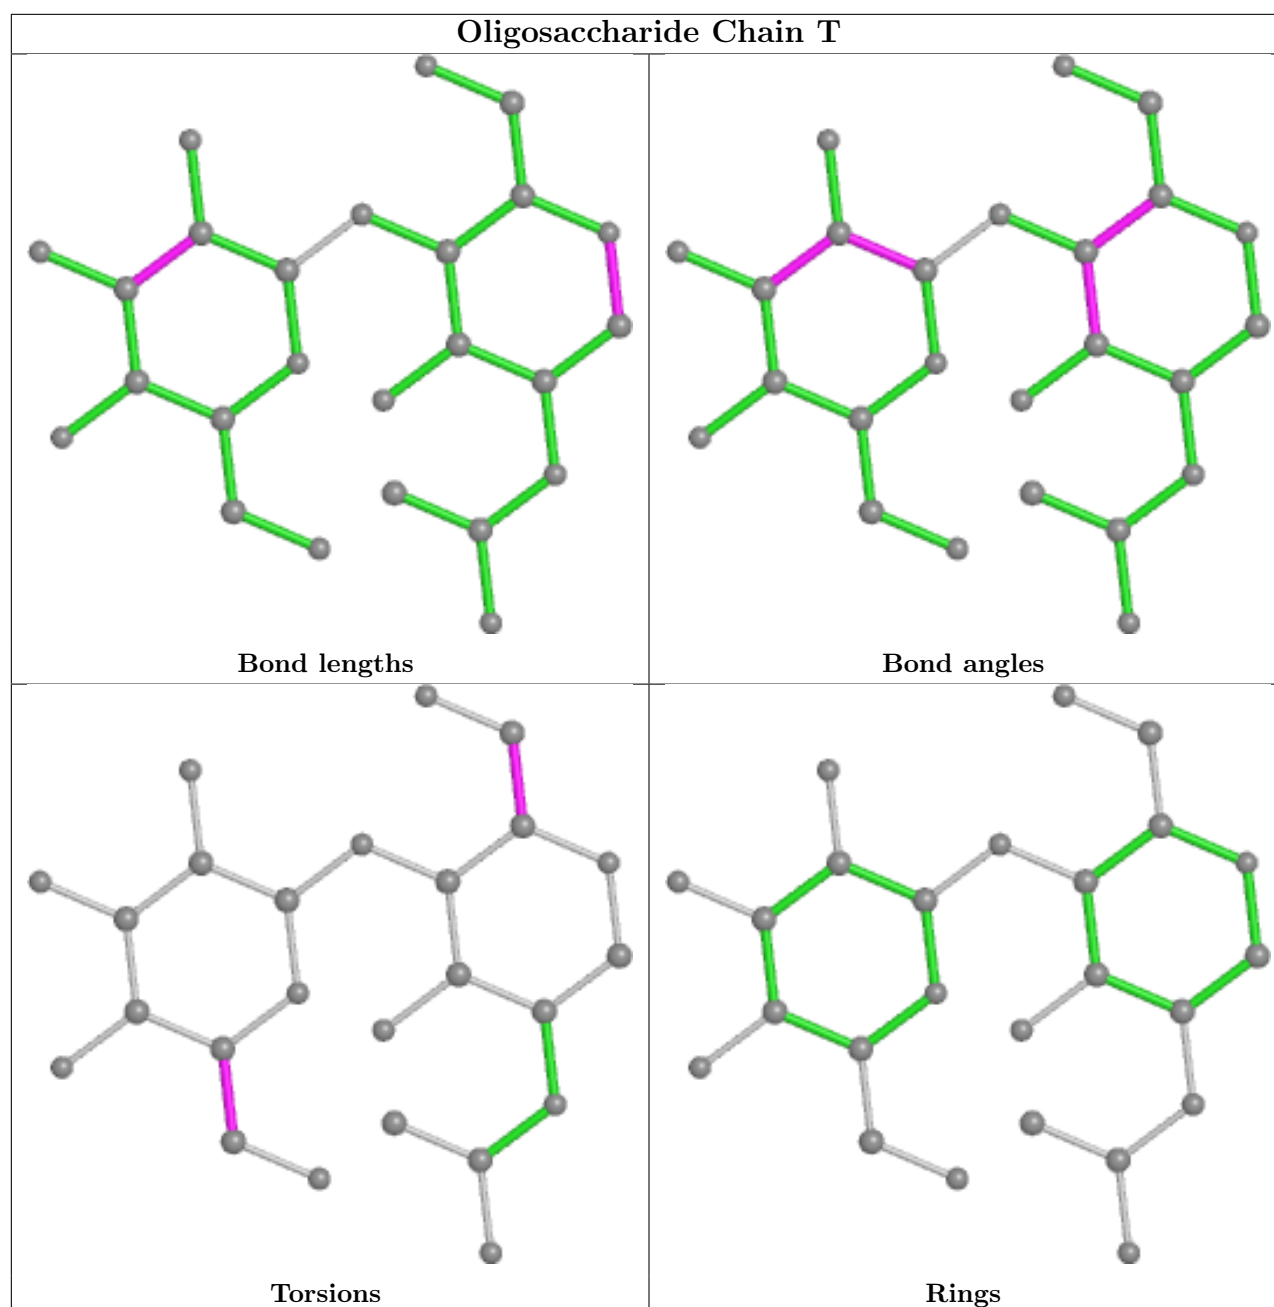 Oligosaccharide Chain T
Bond lengths
Bond angles
Torsions
Rings